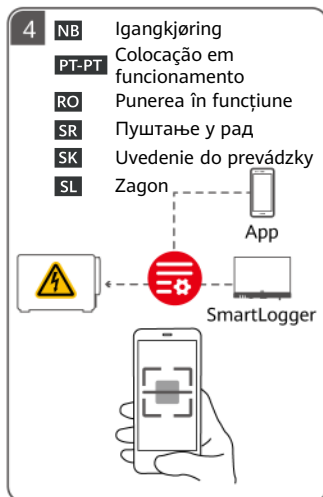 4
NB Igangkjøring
PT-PT Colocação em
funcionamento
RO Punerea în funcțiune
SR Пуштање у рад
SK Uvedenie do prevádzky
SL Zagon
App
SmartLogger